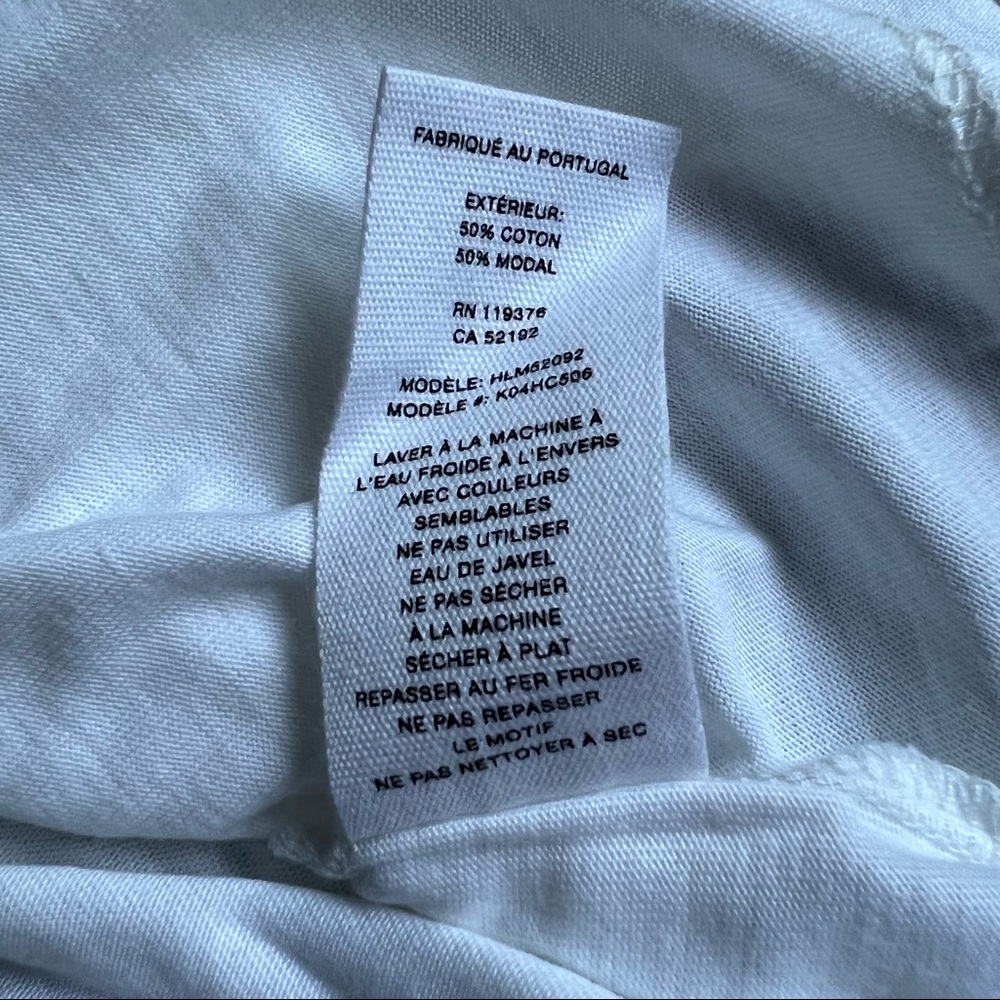 FABRIQUÉ AU PORTUGAL
EXTÉRIEUR:
50% COTON
50% MODAL
RN 119376
CA 52192
MODÈLE: HLM62092
MODÈLE #: K04HC506
LAVER À LA MACHINE À
L'EAU FROIDE À L'ENVERS
AVEC COULEURS
SEMBLABLES
NE PAS UTILISER
EAU DE JAVEL
NE PAS SÉCHER
À LA MACHINE
SÉCHER À PLAT
REPASSER AU FER FROIDE
NE PAS REPASSER
LE MOTIF
NE PAS NETTOYER À SEC